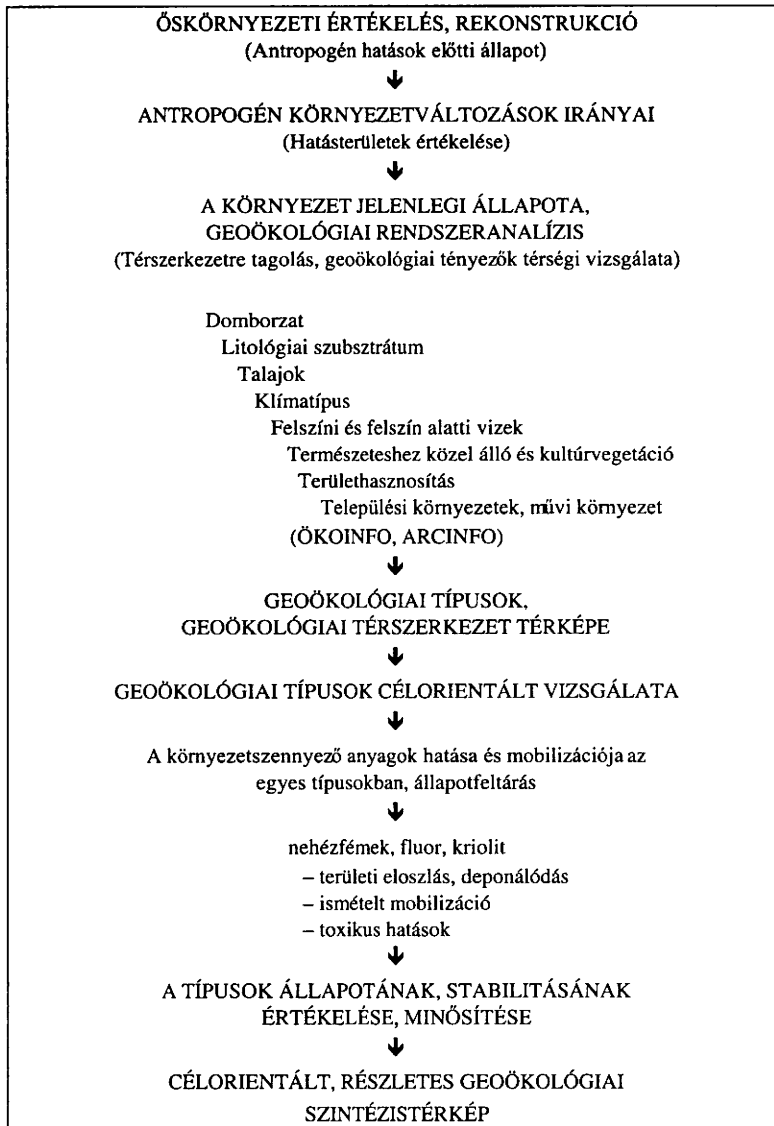 ŐSKÖRNYEZETI ÉRTÉKELÉS, REKONSTRUKCIÓ
(Antropogén hatások előtti állapot)
ANTROPOGÉN KÖRNYEZETVÁLTOZÁSOK IRÁNYAI
(Hatásterületek értékelése)
A KÖRNYEZET JELENLEGI ÁLLAPOTA,
GEOÖKOLÓGIAI RENDSZERANALÍZIS
(Térszerkezetre tagolás, geoökológiai tényezők térségi vizsgálata)
Domborzat
Litológiai szubsztrátum
Talajok
Klímatípus
Felszíni és felszín alatti vizek
Természeteshez közel álló és kultúrvegetáció
Területhasznosítás
Települési környezetek, művi környezet
(ÖKOINFO, ARCINFO)
GEOÖKOLÓGIAI TÍPUSOK,
GEOÖKOLÓGIAI TÉRSZERKEZET TÉRKÉPE
GEOÖKOLÓGIAI TÍPUSOK CÉLORIENTÁLT VIZSGÁLATA
A környezetszennyező anyagok hatása és mobilizációja az
egyes típusokban, állapotfeltárás
nehézfémek, fluor, kriolit
– területi eloszlás, deponálódás
– ismételt mobilizáció
– toxikus hatások
A TÍPUSOK ÁLLAPOTÁNAK, STABILITÁSÁNAK
ÉRTÉKELÉSE, MINŐSÍTÉSE
CÉLORIENTÁLT, RÉSZLETES GEOÖKOLÓGIAI
SZINTÉZISTÉRKÉP